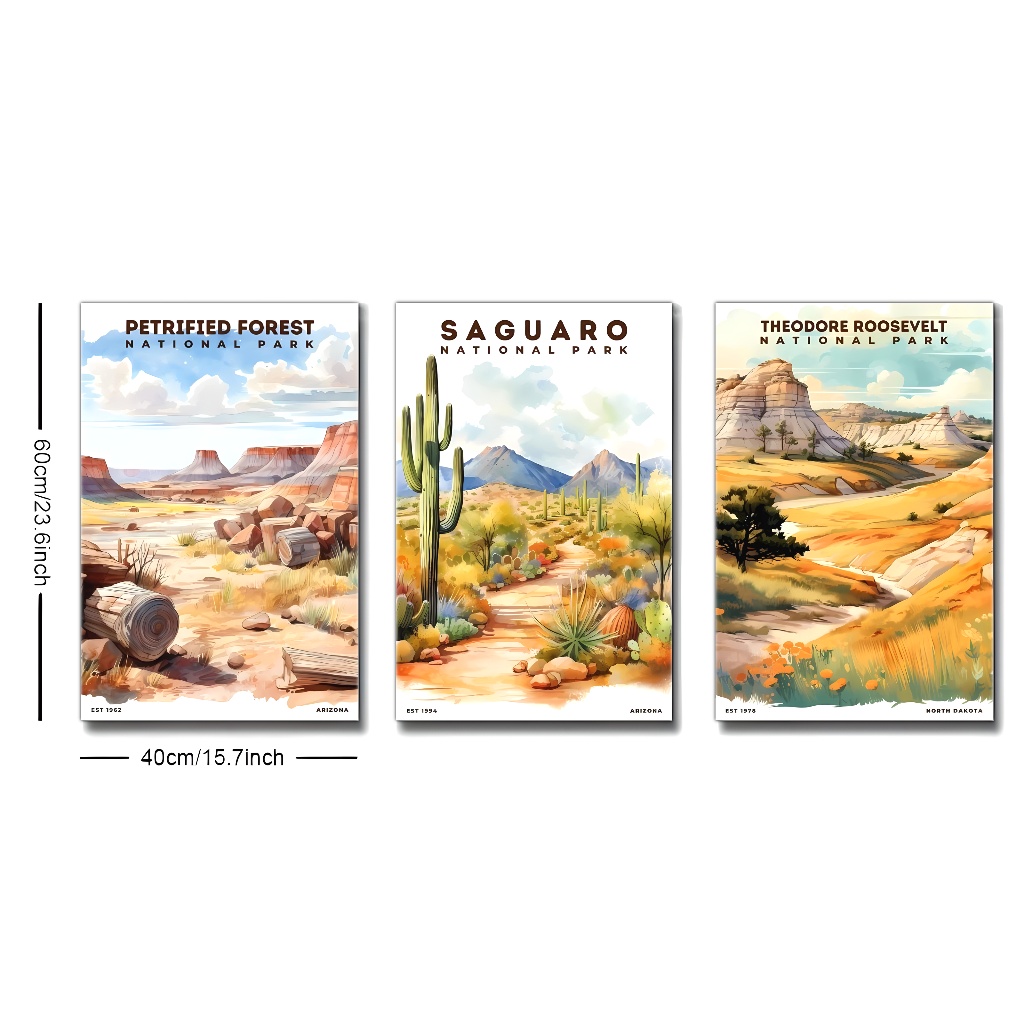 PETRIFIED FOREST
NATIONAL PARK
EST 1962
ARIZONA
SAGUARO
NATIONAL PARK
EST 1994
ARIZONA
THEODORE ROOSEVELT
NATIONAL PARK
EST 1978
NORTH DAKOTA
60cm/23.6inch
40cm/15.7inch